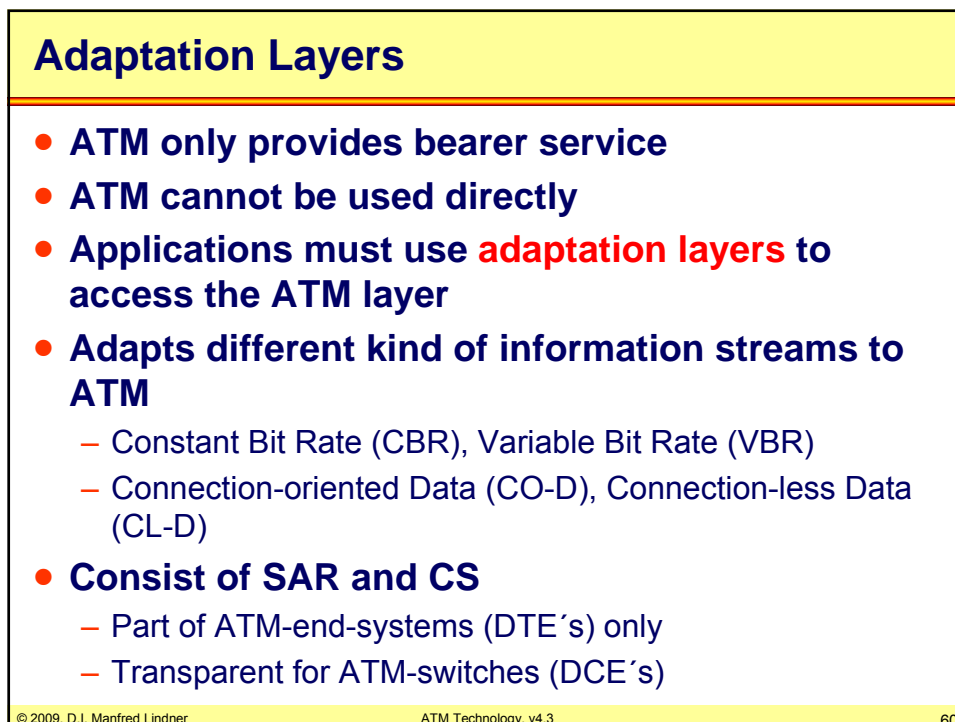 Adaptation Layers
• ATM only provides bearer service
• ATM cannot be used directly
• Applications must use adaptation layers to
access the ATM layer
• Adapts different kind of information streams to
ATM
– Constant Bit Rate (CBR), Variable Bit Rate (VBR)
– Connection-oriented Data (CO-D), Connection-less Data
(CL-D)
• Consist of SAR and CS
– Part of ATM-end-systems (DTE´s) only
– Transparent for ATM-switches (DCE´s)
© 2009, D.I. Manfred Lindner ATM Technology, v4.3 60